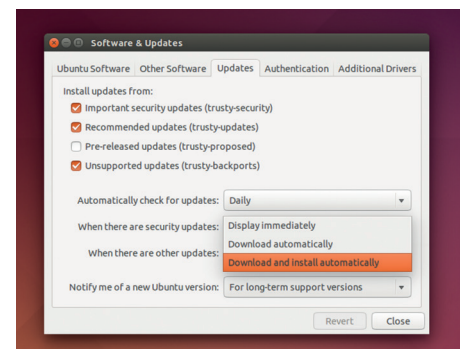 Software & Updates
Ubuntu Software Other Software Updates Authentication Additional Drivers
Install updates from:
Important security updates (trusty-security)
Recommended updates (trusty-updates)
Pre-released updates (trusty-proposed)
Unsupported updates (trusty-backports)
Automatically check for updates: Daily
When there are security updates: Display immediately
Download automatically
When there are other updates: Download and install automatically
Notify me of a new Ubuntu version: For long-term support versions
Revert Close